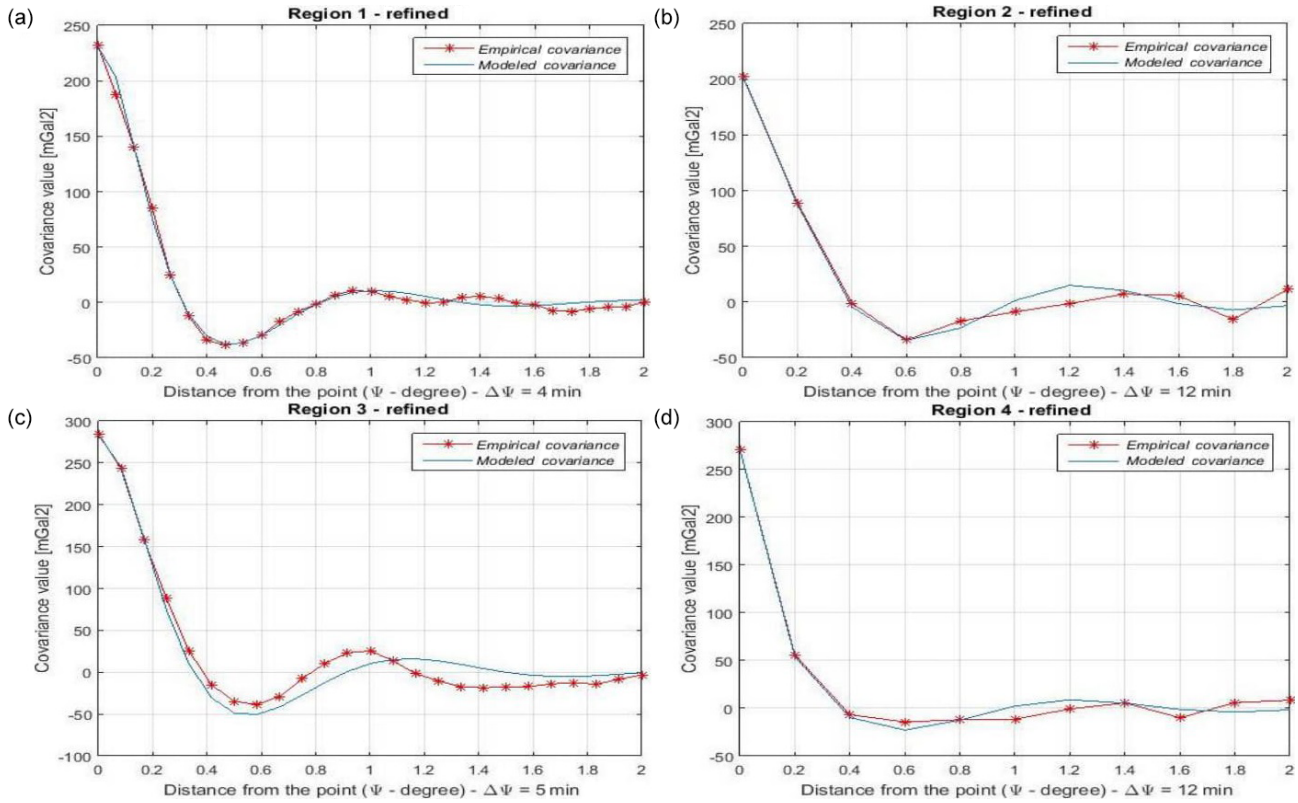 (a)
Region 1 - refined
Covariance value [mGal2]
250
200
150
100
50
0
-50
Empirical covariance
Modeled covariance
0 0.2 0.4 0.6 0.8 1 1.2 1.4 1.6 1.8 2
Distance from the point (Ψ - degree) - ΔΨ = 4 min
(b)
Region 2 - refined
Covariance value [mGal2]
250
200
150
100
50
0
-50
Empirical covariance
Modeled covariance
0 0.2 0.4 0.6 0.8 1 1.2 1.4 1.6 1.8 2
Distance from the point (Ψ - degree) - ΔΨ = 12 min
(c)
Region 3 - refined
Covariance value [mGal2]
300
250
200
150
100
50
0
-50
-100
Empirical covariance
Modeled covariance
0 0.2 0.4 0.6 0.8 1 1.2 1.4 1.6 1.8 2
Distance from the point (Ψ - degree) - ΔΨ = 5 min
(d)
Region 4 - refined
Covariance value [mGal2]
300
250
200
150
100
50
0
-50
Empirical covariance
Modeled covariance
0 0.2 0.4 0.6 0.8 1 1.2 1.4 1.6 1.8 2
Distance from the point (Ψ - degree) - ΔΨ = 12 min